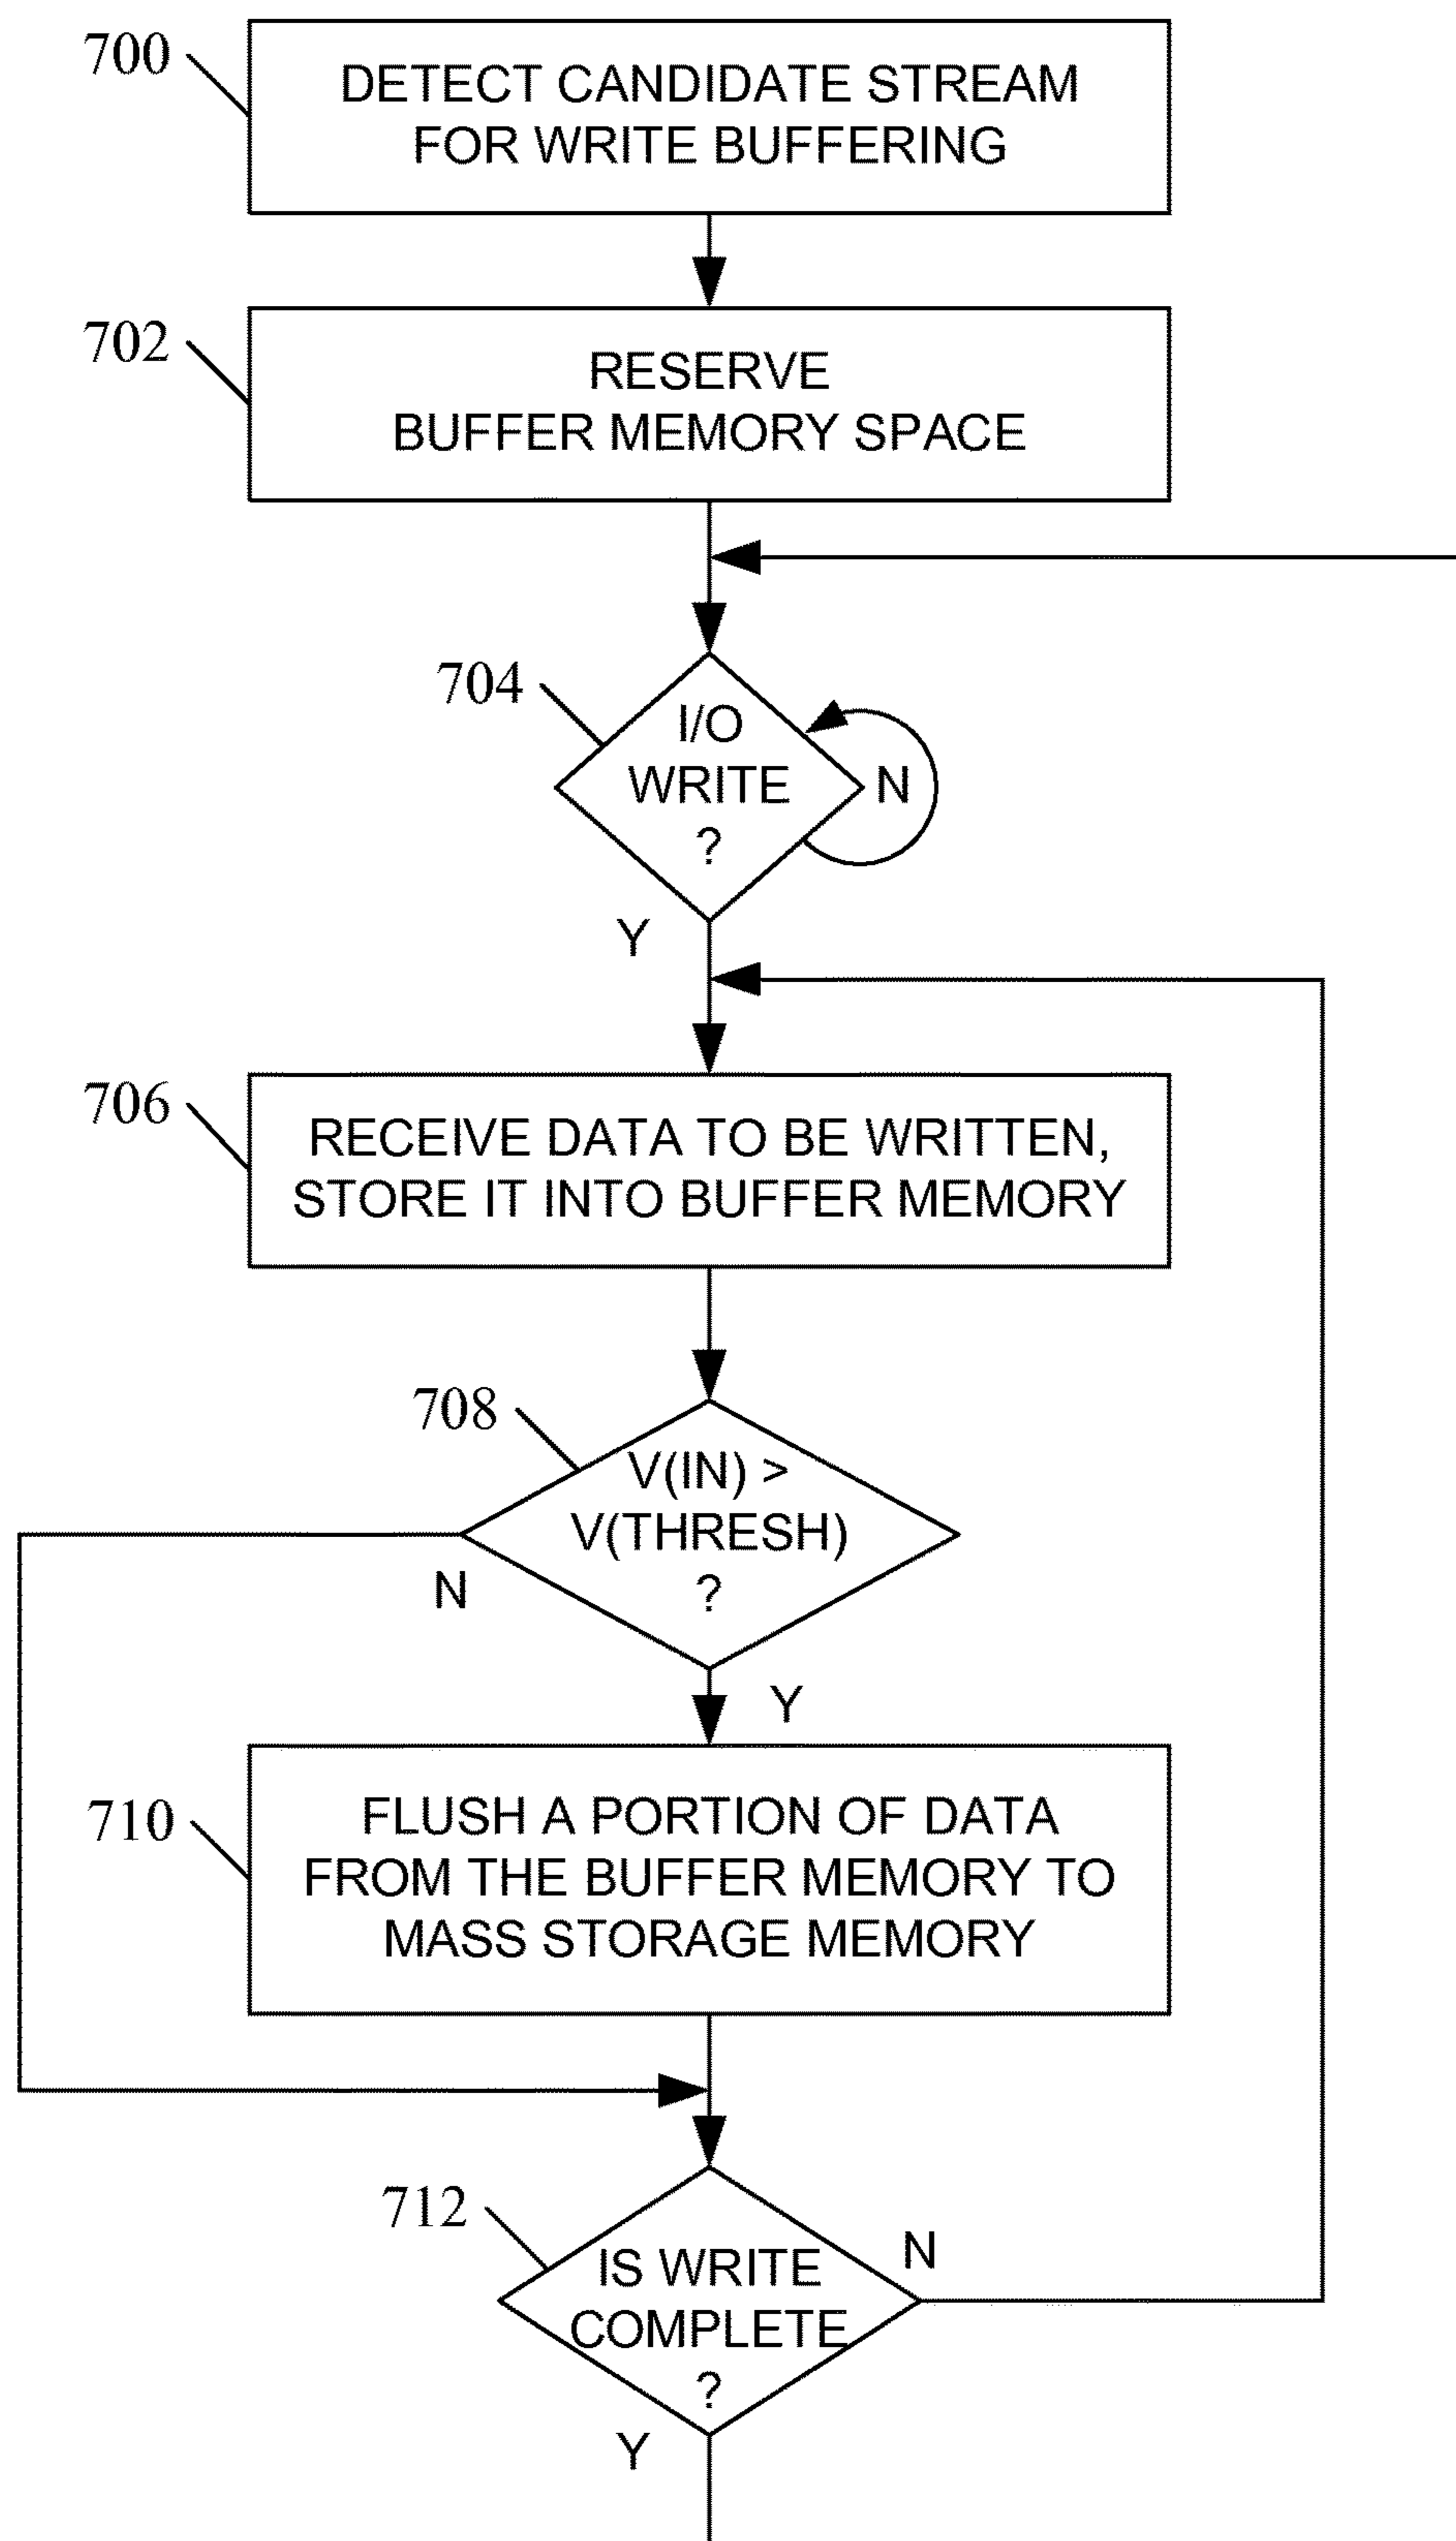 700
DETECT CANDIDATE STREAM
FOR WRITE BUFFERING
702
RESERVE
BUFFER MEMORY SPACE
704
I/O
WRITE
?
N
Y
706
RECEIVE DATA TO BE WRITTEN,
STORE IT INTO BUFFER MEMORY
708
V(IN) >
V(THRESH)
?
N
Y
710
FLUSH A PORTION OF DATA
FROM THE BUFFER MEMORY TO
MASS STORAGE MEMORY
712
IS WRITE
COMPLETE
?
N
Y